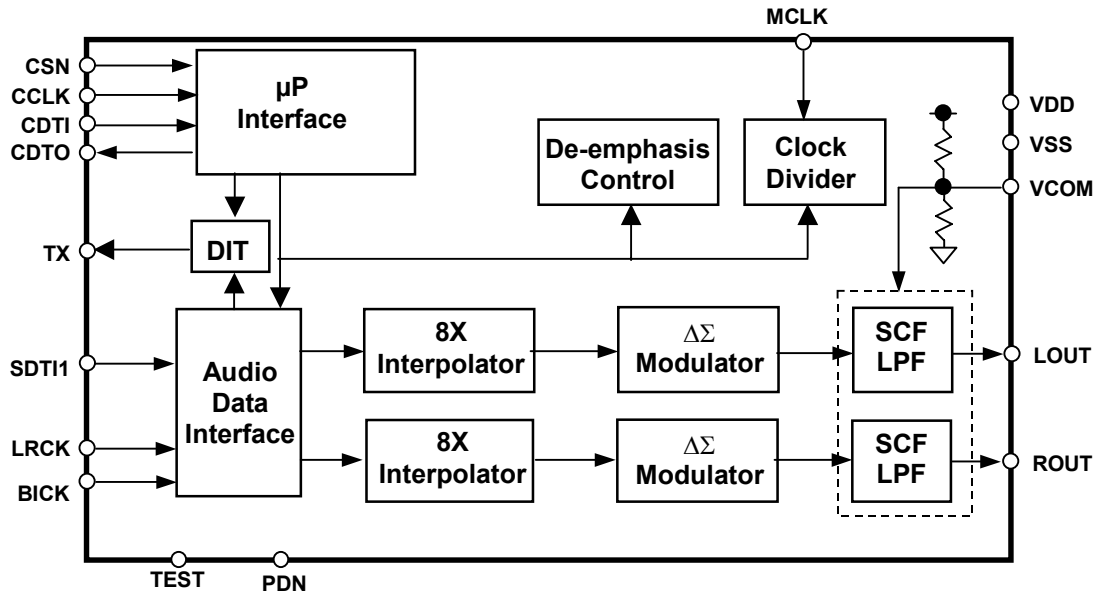 MCLK
CSN
CCLK
CDTI
CDTO
µP
Interface
De-emphasis
Control
Clock
Divider
VDD
VSS
VCOM
TX
DIT
SDTI1
LRCK
BICK
Audio
Data
Interface
8X
Interpolator
ΔΣ
Modulator
SCF
LPF
LOUT
8X
Interpolator
ΔΣ
Modulator
SCF
LPF
ROUT
TEST
PDN